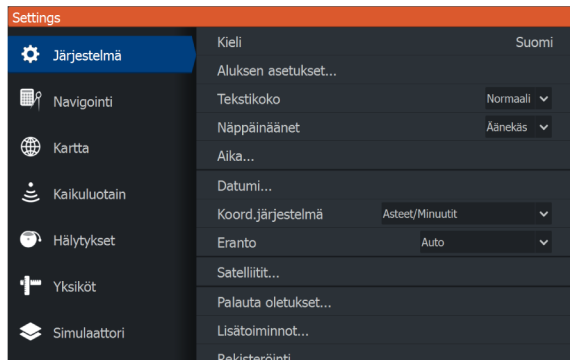 Settings
Järjestelmä
Navigointi
Kartta
Kaikuluotain
Hälytykset
Yksiköt
Simulaattori
Kieli Suomi
Aluksen asetukset...
Tekstikoko Normaali
Näppäinäänet Äänekäs
Aika...
Datumi...
Koord.järjestelmä Asteet/Minuutit
Eranto Auto
Satelliitit...
Palauta oletukset...
Lisätoiminnot...
Rekisteröinti